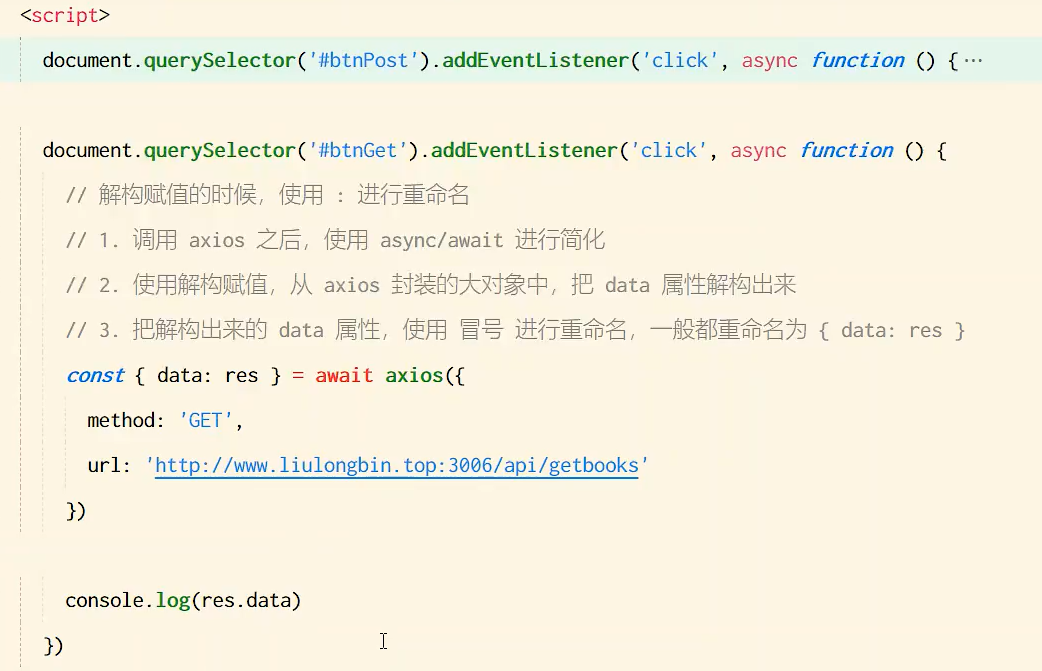 <script>
document.querySelector('#btnPost').addEventListener('click', async function () {···
document.querySelector('#btnGet').addEventListener('click', async function () {
// 解构赋值的时候，使用 : 进行重命名
// 1. 调用 axios 之后，使用 async/await 进行简化
// 2. 使用解构赋值，从 axios 封装的大对象中，把 data 属性解构出来
// 3. 把解构出来的 data 属性，使用 冒号 进行重命名，一般都重命名为 { data: res }
const { data: res } = await axios({
method: 'GET',
url: 'http://www.liulongbin.top:3006/api/getbooks'
})
console.log(res.data)
})